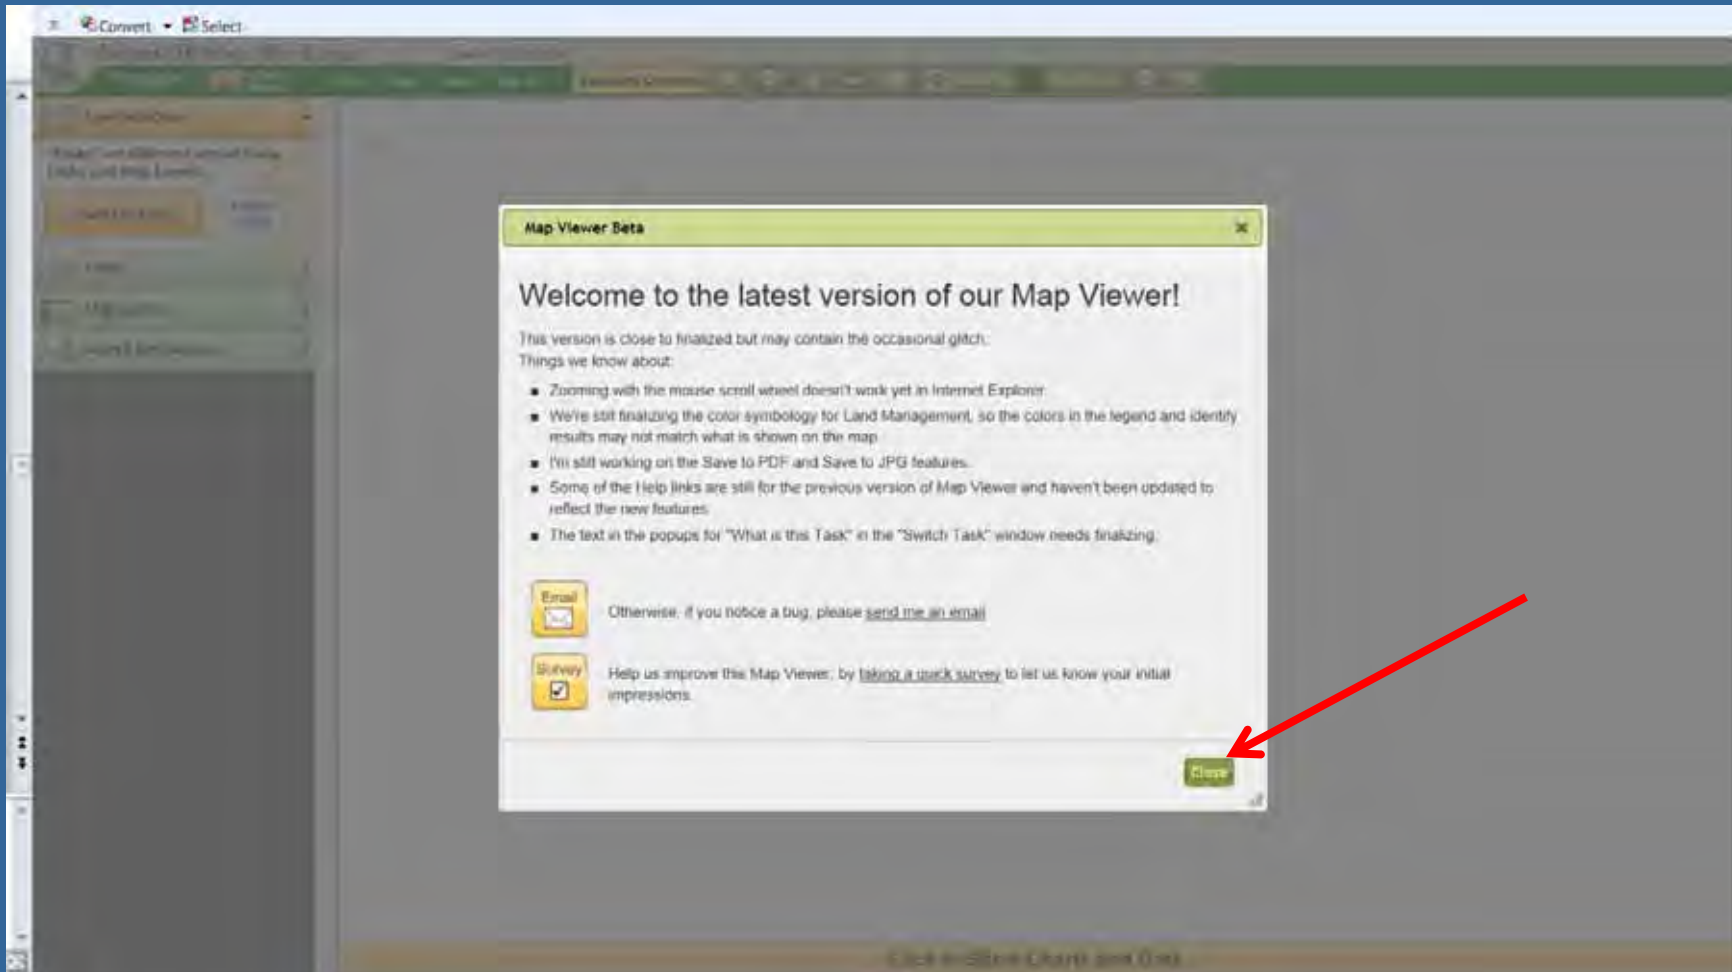 Convert Select
Map Viewer Beta
Welcome to the latest version of our Map Viewer!
This version is close to finalized but may contain the occasional glitch.
Things we know about:
Zooming with the mouse scroll wheel doesn't work yet in Internet Explorer.
We're still finalizing the color symbology for Land Management, so the colors in the legend and identify
results may not match what is shown on the map.
I'm still working on the Save to PDF and Save to JPG features.
Some of the Help links are still for the previous version of Map Viewer and haven't been updated to
reflect the new features.
The text in the popups for "What is this Task" in the "Switch Task" window needs finalizing.
Email
Otherwise, if you notice a bug, please send me an email
Survey
Help us improve this Map Viewer, by taking a quick survey to let us know your initial
impressions.
Close